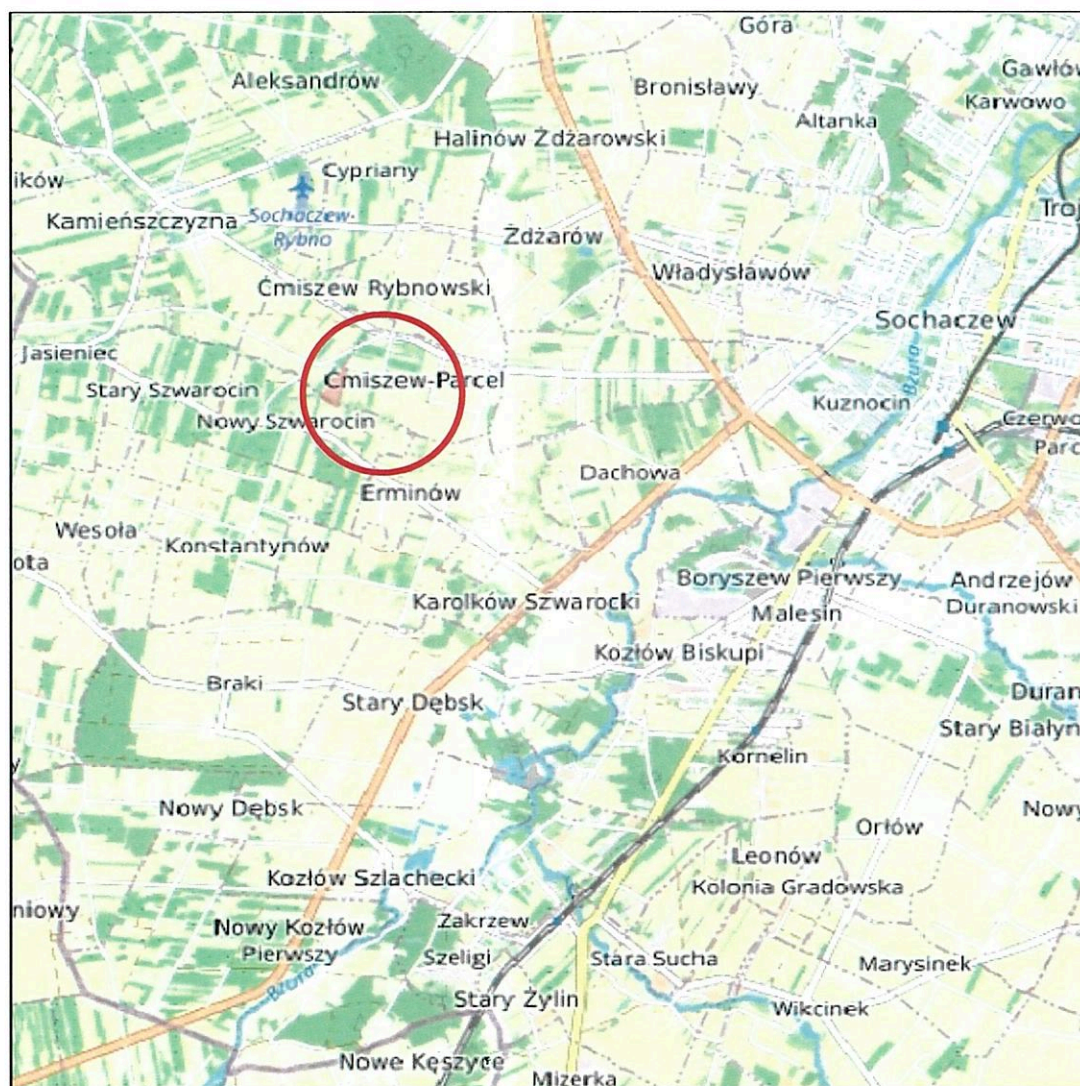 Góra
Gawłów
Aleksandrów
Bronisławy
Karwowo
Altanka
Halinów Żdżarowski
Cypriany
ików
Sochaczew-
Rybno
Kamieńszczyzna
Troj
Żdżarów
Władysławów
Ćmiszew Rybnowski
Sochaczew
Jasieniec
Bzura
Ćmiszew-Parcel
Stary Szwarocin
Kuznocin
Nowy Szwarocin
Czerwo
Parc
Dachowa
Erminów
Wesoła
Konstantynów
ota
Boryszew Pierwszy
Andrzejów
Duranowski
Karolków Szwarocki
Malesin
Kozłów Biskupi
Braki
Stary Dębsk
Duran
Stary Białyn
Kornelin
y
Nowy Dębsk
Nowy
Orłów
Leonów
Kozłów Szlachecki
Kolonia Gradowska
niowy
Zakrzew
Nowy Kozłów
Pierwszy
Szeligi
Stara Sucha
Marysinek
Bzura
Stary Żylin
Wikcinek
Nowe Kęszyce
Mizerka